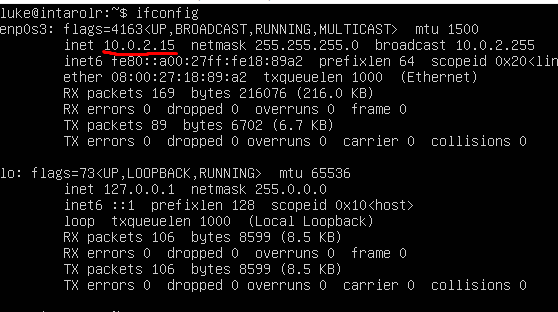 luke@intarolr:~$ ifconfig
enp0s3: flags=4163<UP,BROADCAST,RUNNING,MULTICAST> mtu 1500
inet 10.0.2.15 netmask 255.255.255.0 broadcast 10.0.2.255
inet6 fe80::a00:27ff:fe18:89a2 prefixlen 64 scopeid 0x20<lin
ether 08:00:27:18:89:a2 txqueuelen 1000 (Ethernet)
RX packets 169 bytes 216076 (216.0 KB)
RX errors 0 dropped 0 overruns 0 frame 0
TX packets 89 bytes 6702 (6.7 KB)
TX errors 0 dropped 0 overruns 0 carrier 0 collisions 0
lo: flags=73<UP,LOOPBACK,RUNNING> mtu 65536
inet 127.0.0.1 netmask 255.0.0.0
inet6 ::1 prefixlen 128 scopeid 0x10<host>
loop txqueuelen 1000 (Local Loopback)
RX packets 106 bytes 8599 (8.5 KB)
RX errors 0 dropped 0 overruns 0 frame 0
TX packets 106 bytes 8599 (8.5 KB)
TX errors 0 dropped 0 overruns 0 carrier 0 collisions 0